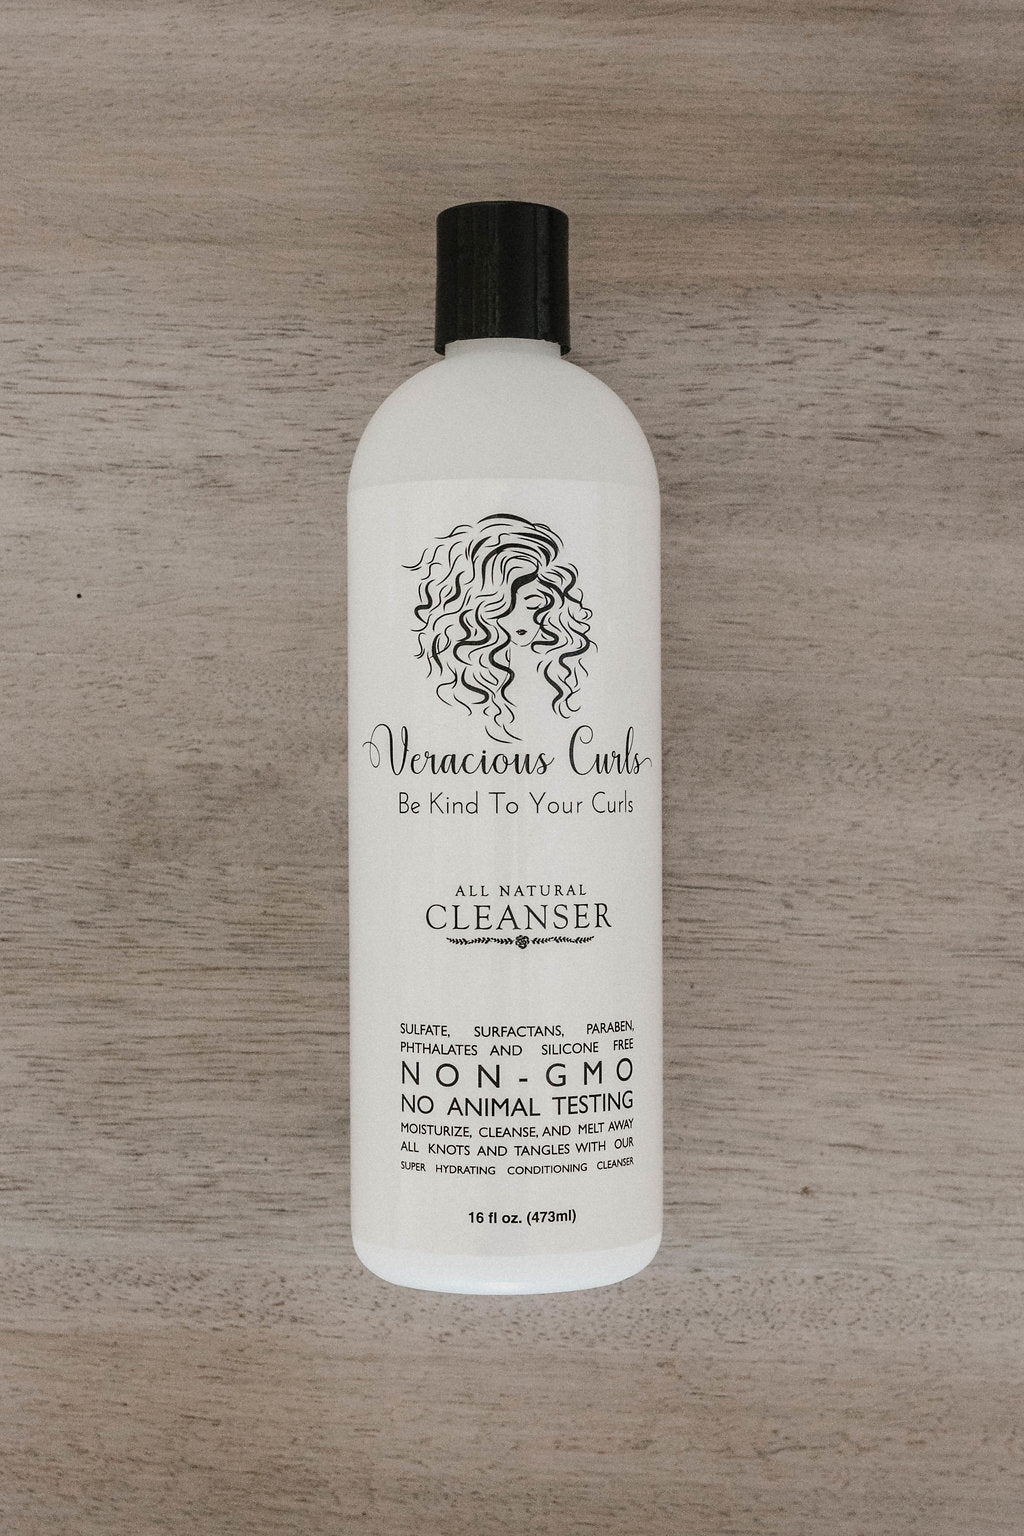 Veracious Curls
Be Kind To Your Curls
ALL NATURAL
CLEANSER
SULFATE, SURFACTANS, PARABEN,
PHTHALATES AND SILICONE FREE
NON-GMO
NO ANIMAL TESTING
MOISTURIZE, CLEANSE, AND MELT AWAY
ALL KNOTS AND TANGLES WITH OUR
SUPER HYDRATING CONDITIONING CLEANSER
16 fl oz. (473ml)